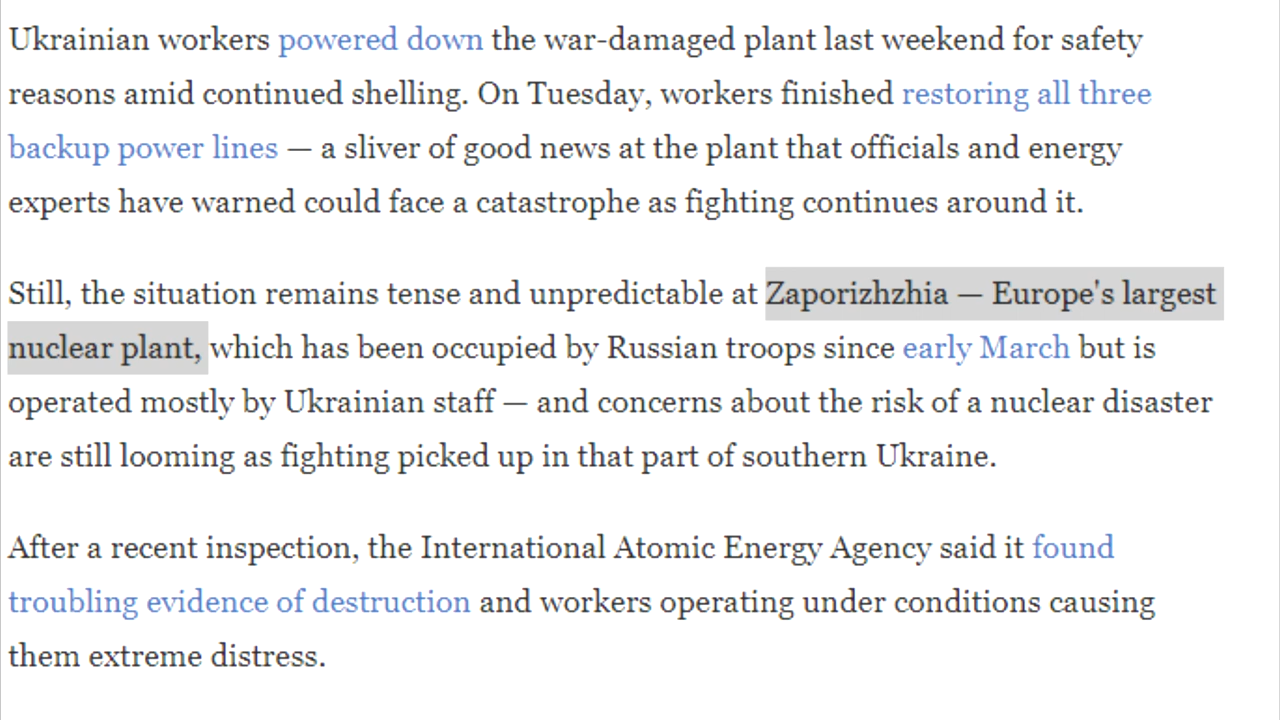 Ukrainian workers powered down the war-damaged plant last weekend for safety
reasons amid continued shelling. On Tuesday, workers finished restoring all three
backup power lines — a sliver of good news at the plant that officials and energy
experts have warned could face a catastrophe as fighting continues around it.
Still, the situation remains tense and unpredictable at Zaporizhzhia — Europe's largest
nuclear plant, which has been occupied by Russian troops since early March but is
operated mostly by Ukrainian staff — and concerns about the risk of a nuclear disaster
are still looming as fighting picked up in that part of southern Ukraine.
After a recent inspection, the International Atomic Energy Agency said it found
troubling evidence of destruction and workers operating under conditions causing
them extreme distress.